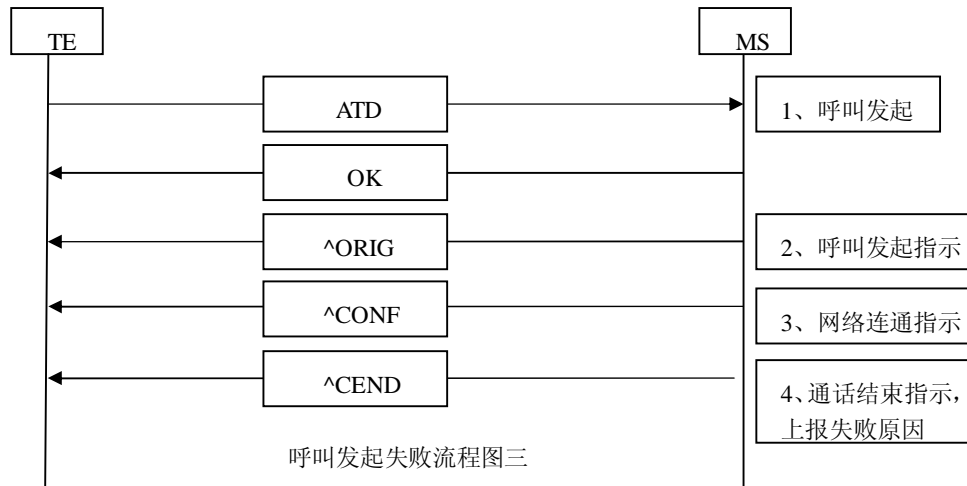 TE
MS
ATD
1、呼叫发起
OK
^ORIG
2、呼叫发起指示
^CONF
3、网络连通指示
^CEND
4、通话结束指示，
上报失败原因
呼叫发起失败流程图三